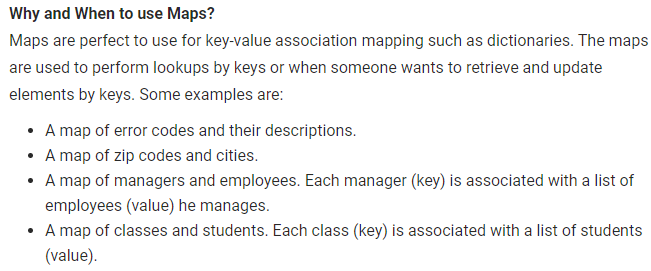 Why and When to use Maps?
Maps are perfect to use for key-value association mapping such as dictionaries. The maps
are used to perform lookups by keys or when someone wants to retrieve and update
elements by keys. Some examples are:
• A map of error codes and their descriptions.
• A map of zip codes and cities.
• A map of managers and employees. Each manager (key) is associated with a list of
employees (value) he manages.
• A map of classes and students. Each class (key) is associated with a list of students
(value).